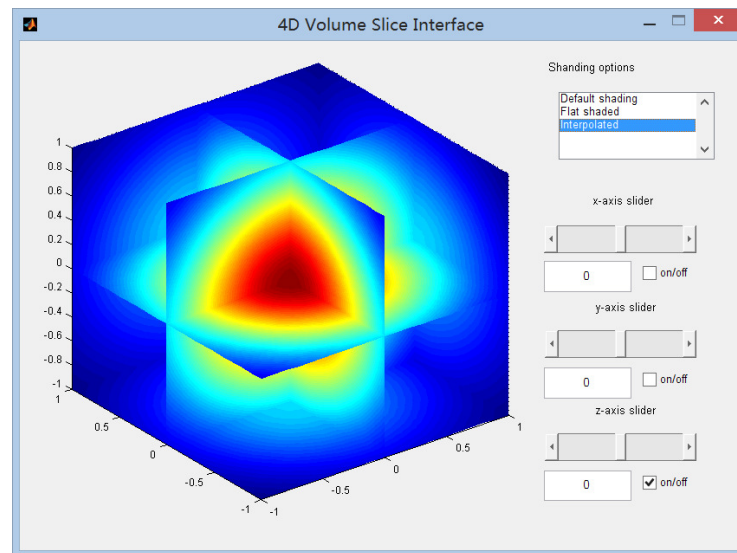 4D Volume Slice Interface
Shanding options
Default shading
Flat shaded
Interpolated
x-axis slider
0
on/off
y-axis slider
0
on/off
z-axis slider
0
on/off
1
0.8
0.6
0.4
0.2
0
-0.2
-0.4
-0.6
-0.8
-1
1
0.5
0
-0.5
-1
-1
-0.5
0
0.5
1